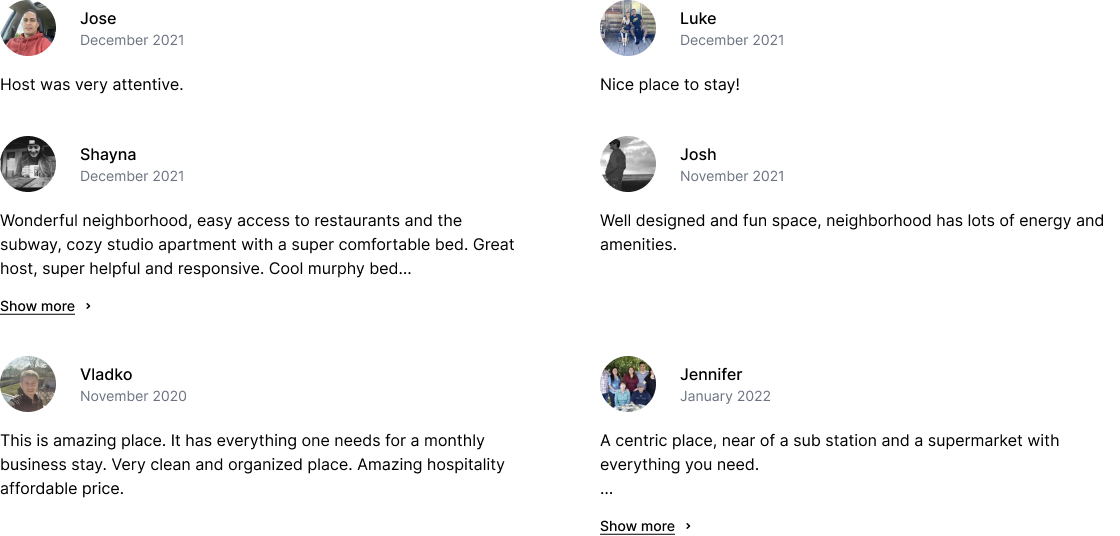 Jose
December 2021
Host was very attentive.
Luke
December 2021
Nice place to stay!
Shayna
December 2021
Wonderful neighborhood, easy access to restaurants and the
subway, cozy studio apartment with a super comfortable bed. Great
host, super helpful and responsive. Cool murphy bed...
Show more
Josh
November 2021
Well designed and fun space, neighborhood has lots of energy and
amenities.
Vladko
November 2020
This is amazing place. It has everything one needs for a monthly
business stay. Very clean and organized place. Amazing hospitality
affordable price.
Jennifer
January 2022
A centric place, near of a sub station and a supermarket with
everything you need.
...
Show more